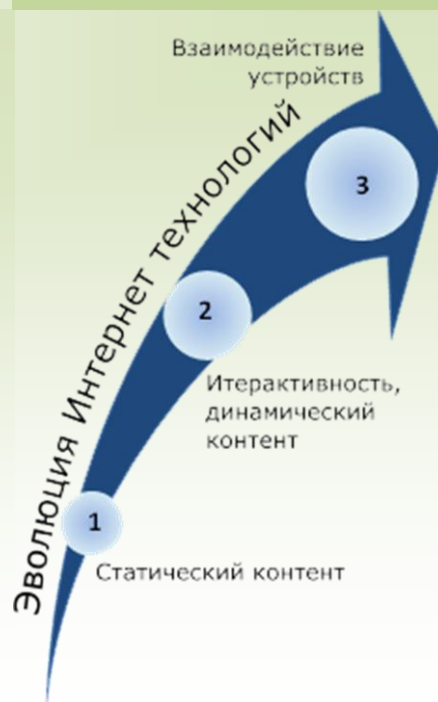 Взаимодействие
устройств
Эволюция Интернет технологий
3
2
Итерактивность,
динамический
контент
1
Статический контент